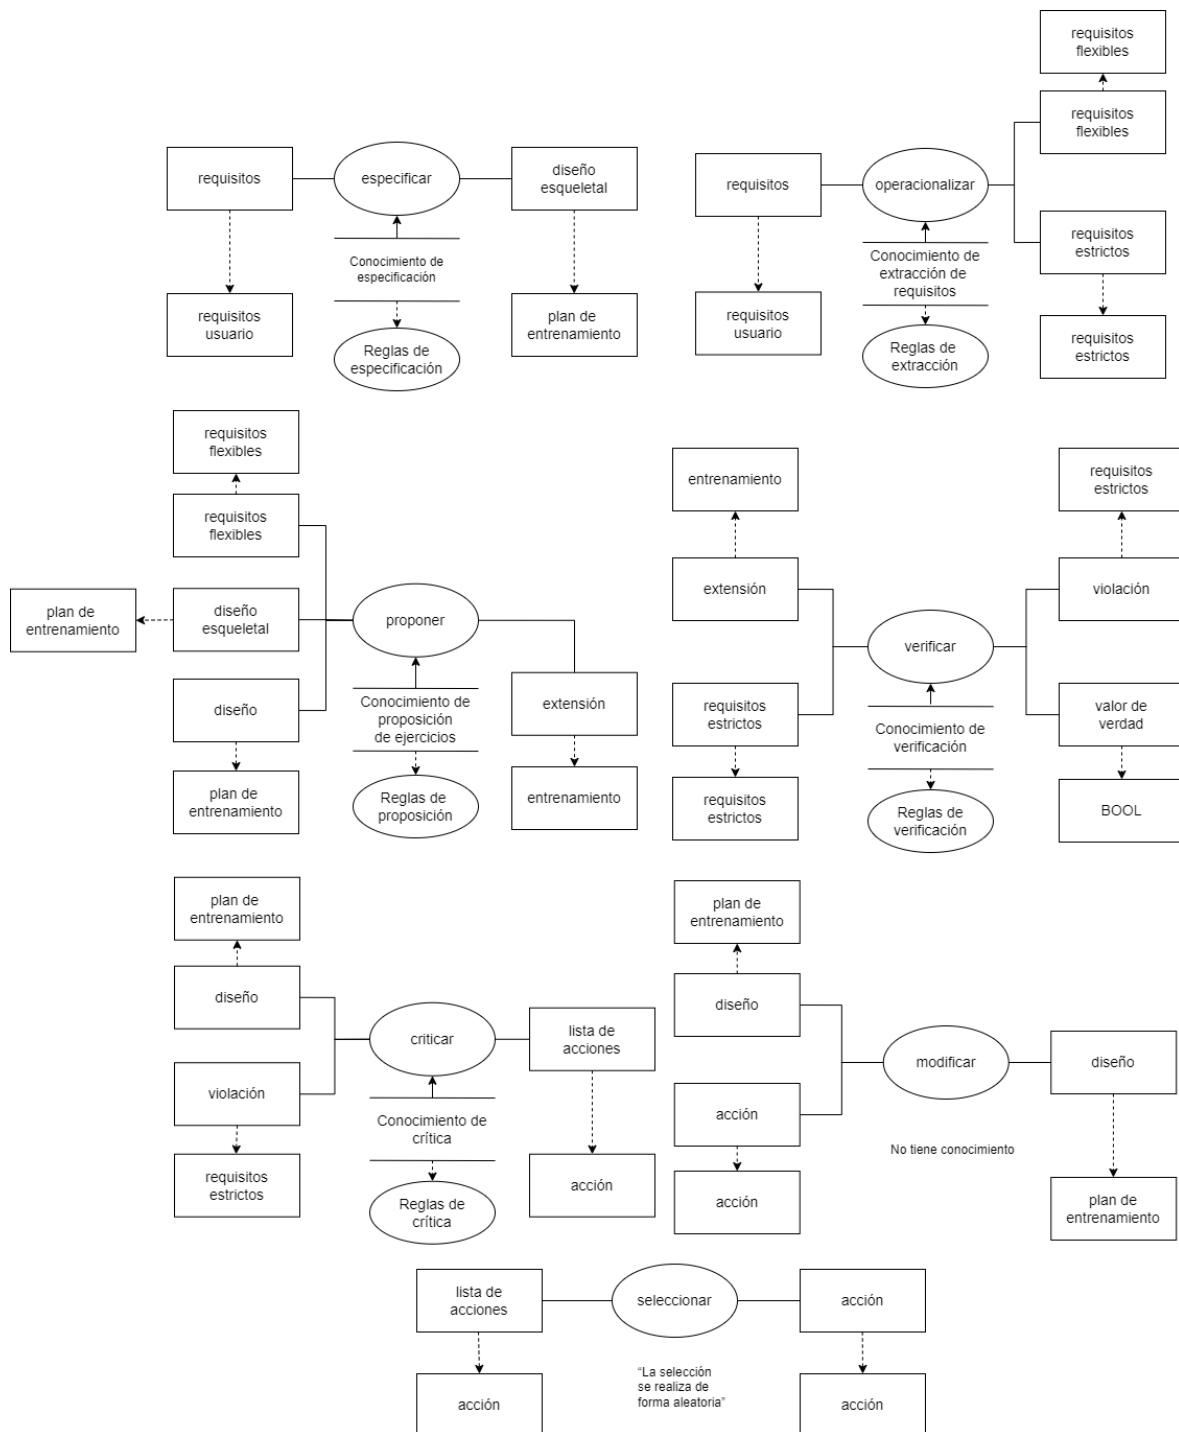 requisitos
flexibles
requisitos
flexibles
requisitos
especificar
diseño
esqueletal
requisitos
operacionalizar
requisitos
estrictos
Conocimiento de
especificación
Conocimiento de
extracción de
requisitos
requisitos
usuario
plan de
entrenamiento
requisitos
usuario
Reglas de
especificación
Reglas de
extracción
requisitos
estrictos
requisitos
flexibles
requisitos
flexibles
plan de
entrenamiento
diseño
esqueletal
proponer
diseño
Conocimiento de
proposición
de ejercicios
extensión
plan de
entrenamiento
Reglas de
proposición
entrenamiento
entrenamiento
requisitos
estrictos
extensión
violación
verificar
requisitos
estrictos
Conocimiento de
verificación
valor de
verdad
requisitos
estrictos
Reglas de
verificación
BOOL
plan de
entrenamiento
diseño
criticar
lista de
acciones
violación
Conocimiento de
crítica
requisitos
estrictos
Reglas de
crítica
acción
plan de
entrenamiento
diseño
modificar
diseño
acción
No tiene conocimiento
acción
plan de
entrenamiento
lista de
acciones
seleccionar
acción
acción
“La selección
se realiza de
forma aleatoria”
acción